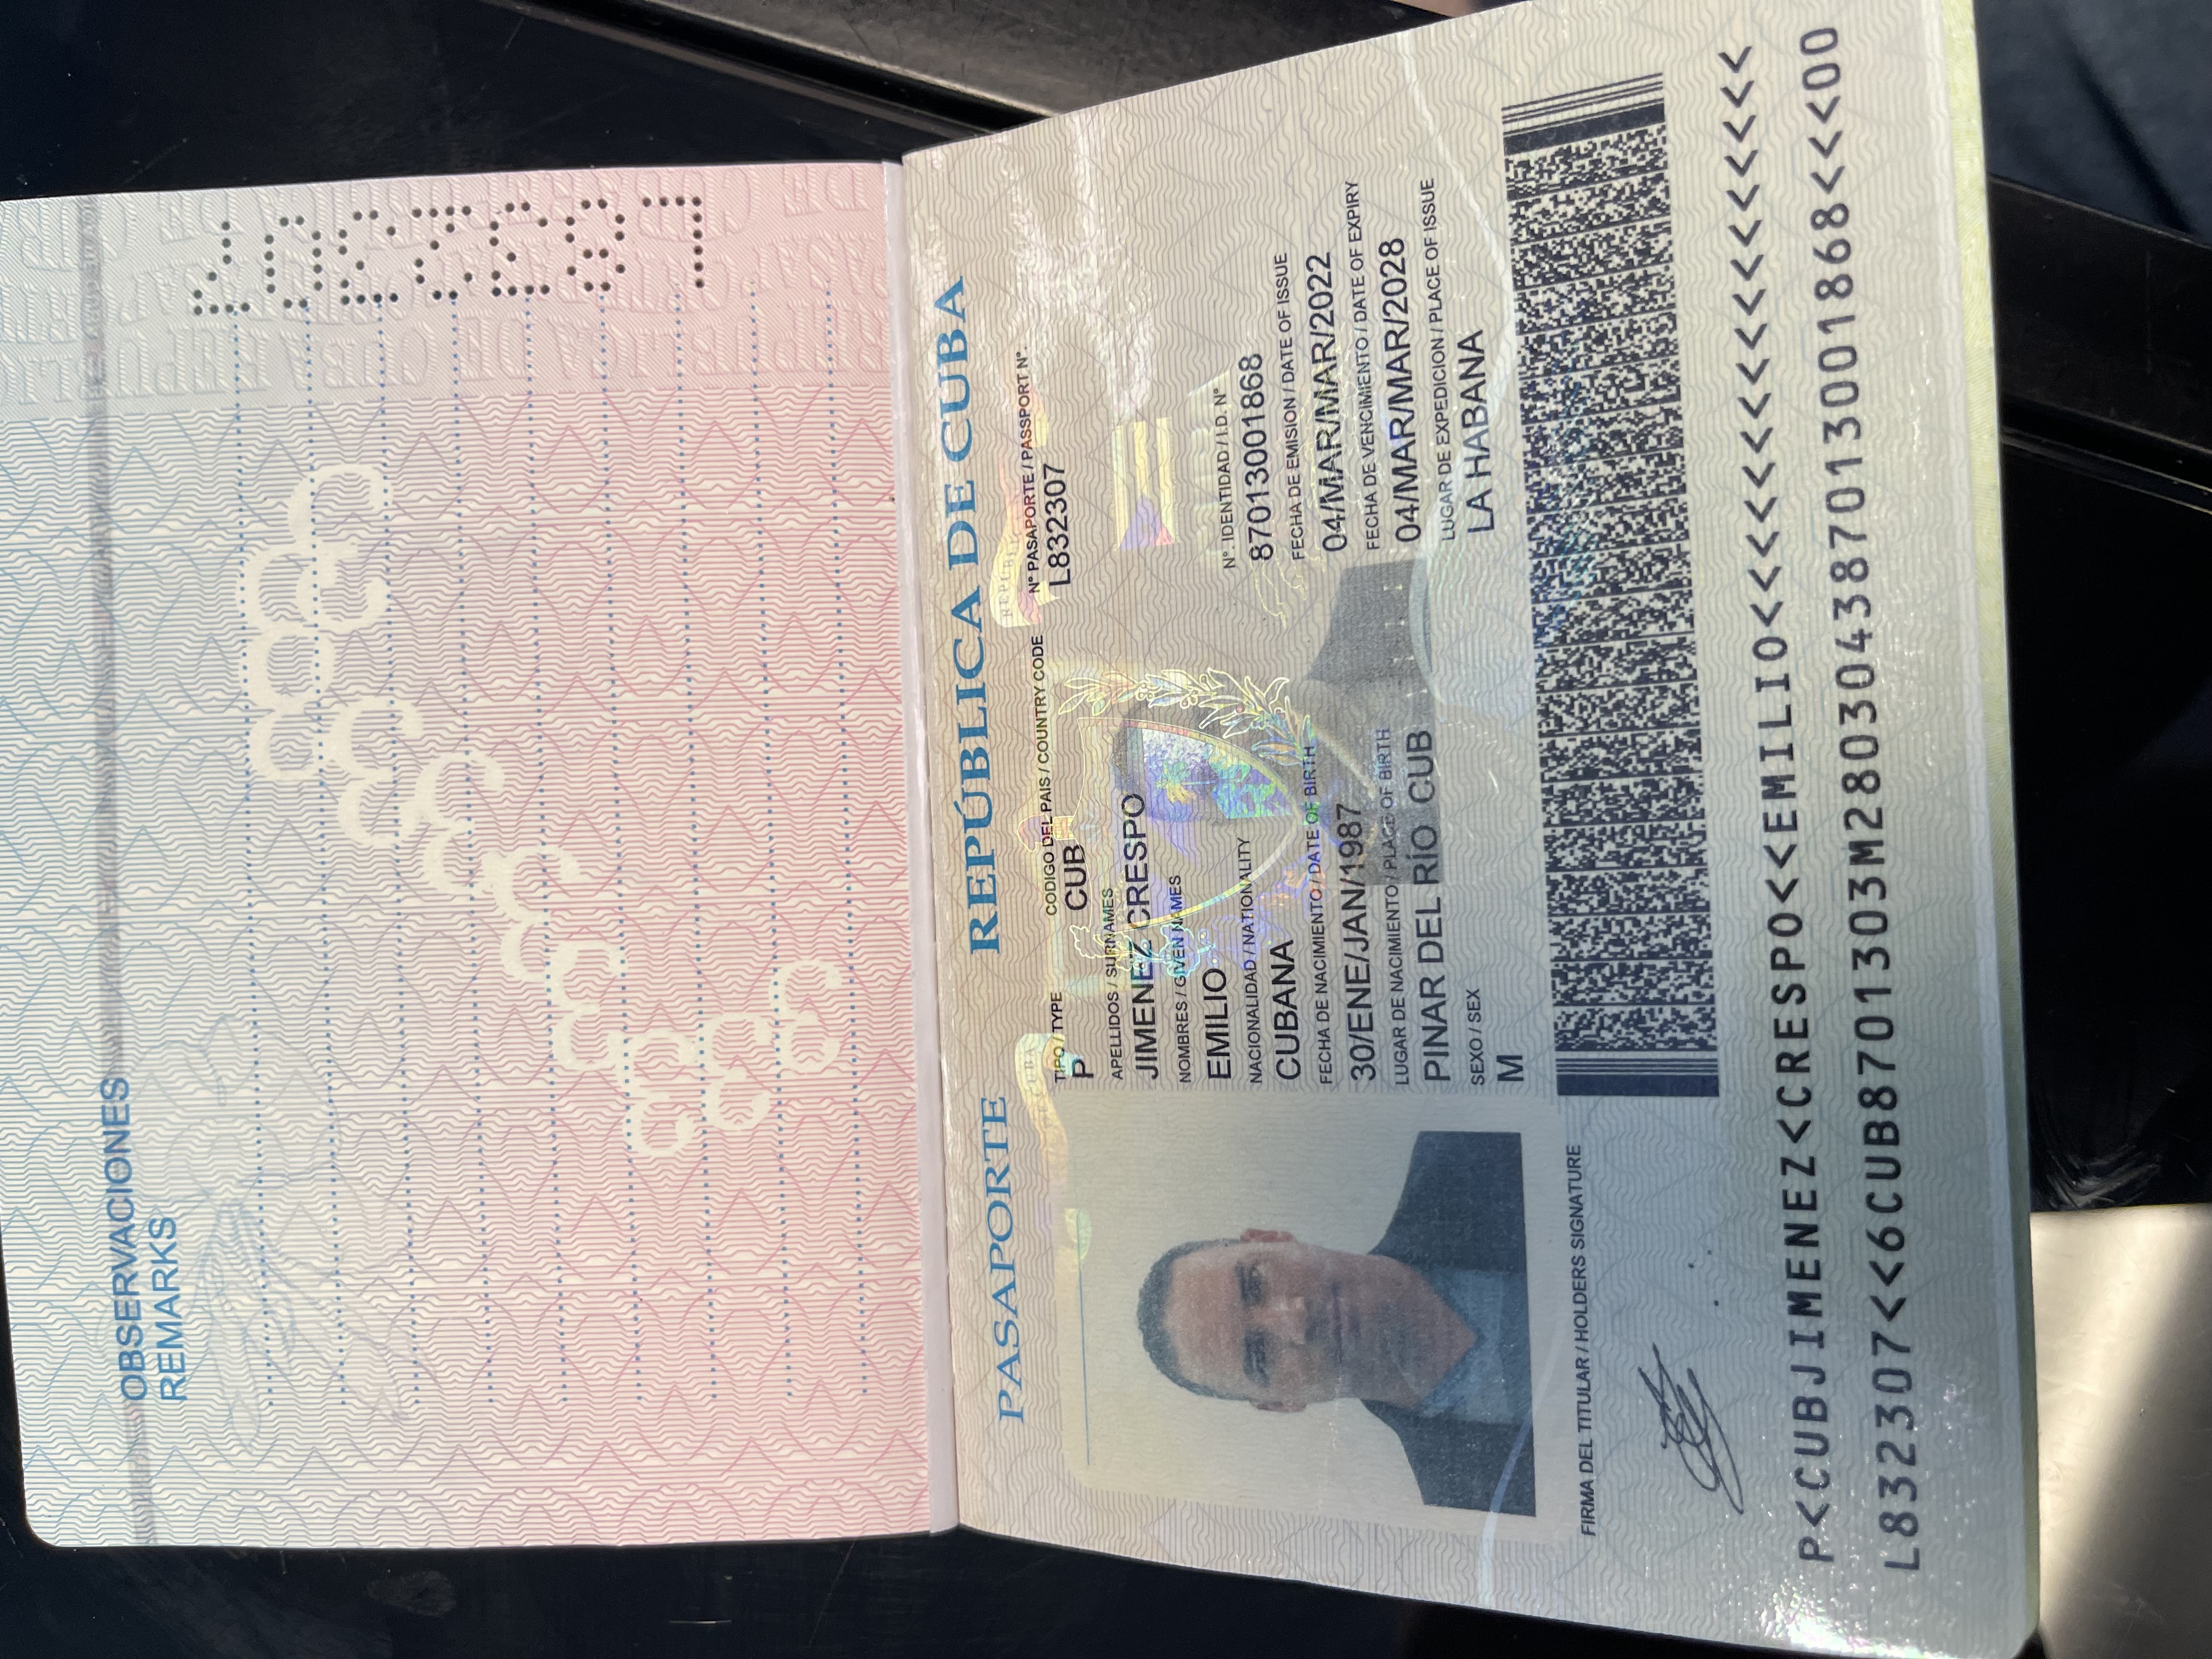 OBSERVACIONES
REMARKS
L832307
PASAPORTE REPÚBLICA DE CUBA
TIPO / TYPE CODIGO DEL PAIS / COUNTRY CODE Nº PASAPORTE / PASSPORT Nº.
P CUB L832307
APELLIDOS / SURNAMES
JIMENEZ CRESPO
NOMBRES / GIVEN NAMES
EMILIO
Nº. IDENTIDAD / I.D. Nº
87013001868
NACIONALIDAD / NATIONALITY
CUBANA
FECHA DE EMISION / DATE OF ISSUE
04/MAR/MAR/2022
FECHA DE NACIMIENTO / DATE OF BIRTH
30/ENE/JAN/1987
FECHA DE VENCIMIENTO / DATE OF EXPIRY
04/MAR/MAR/2028
LUGAR DE NACIMIENTO / PLACE OF BIRTH
PINAR DEL RÍO CUB
LUGAR DE EXPEDICION / PLACE OF ISSUE
LA HABANA
SEXO / SEX
M
FIRMA DEL TITULAR / HOLDERS SIGNATURE
P<CUBJIMENEZ<CRESPO<<EMILIO<<<<<<<<<<<<<<<<<
L832307<<6CUB8701303M280304387013001868<<<00